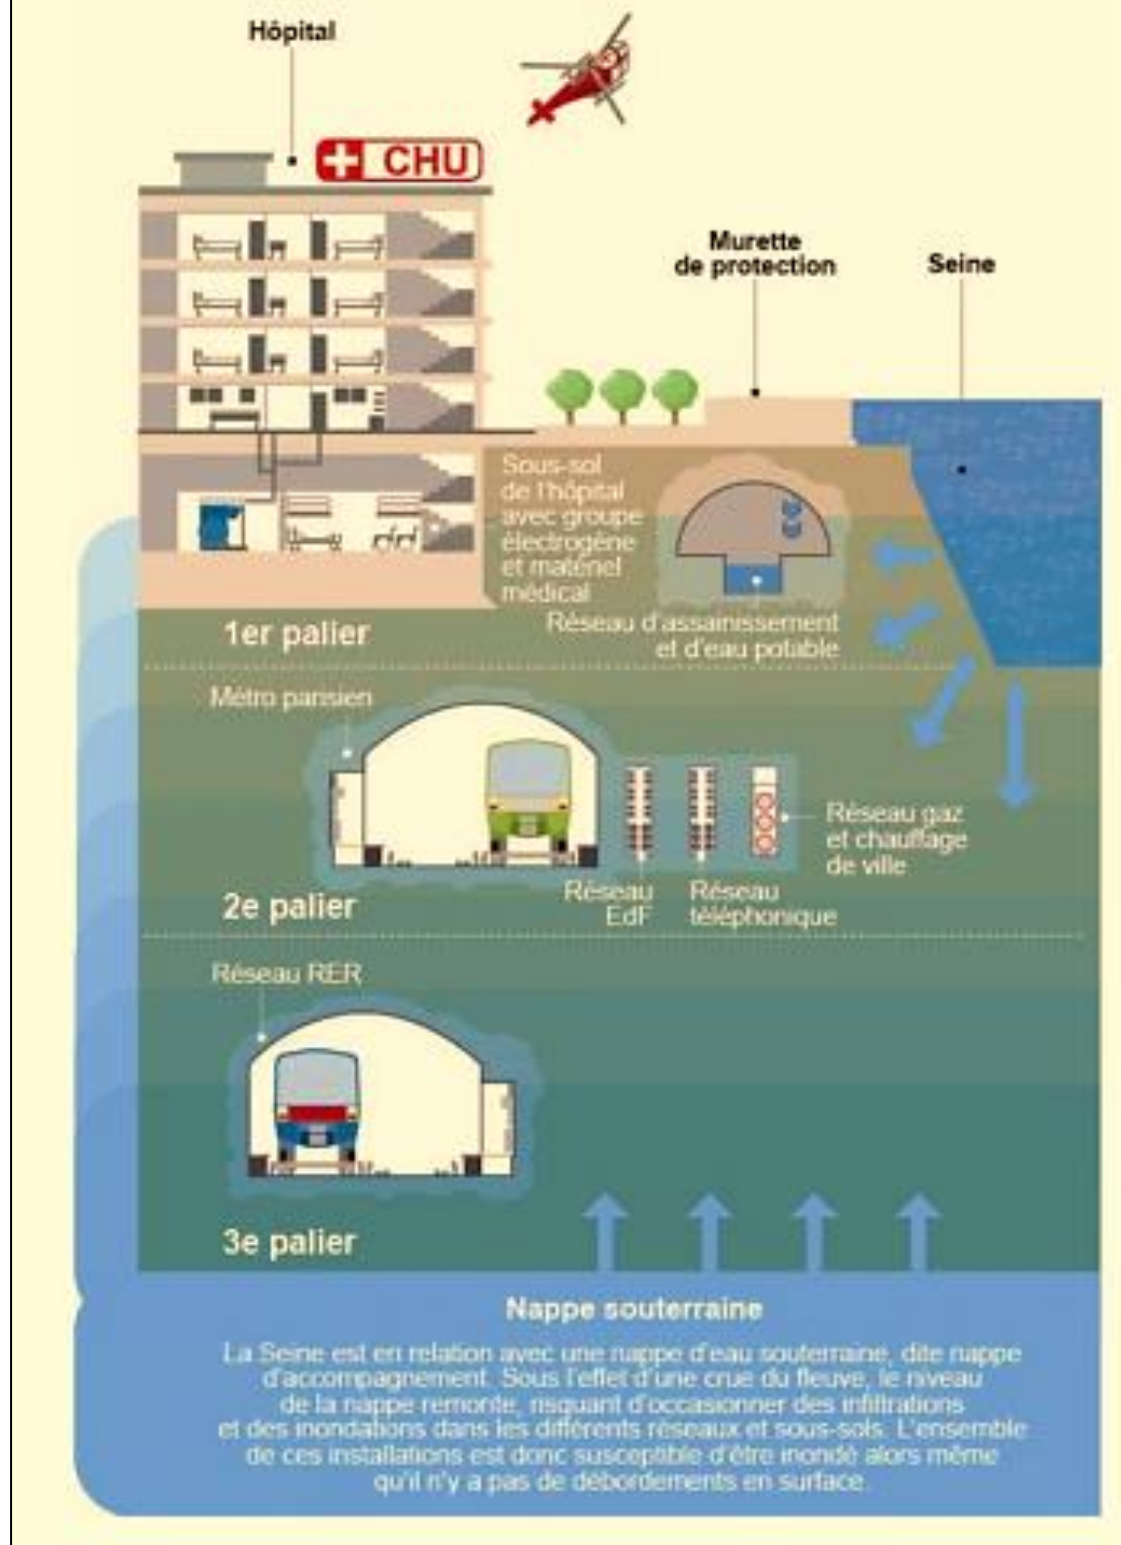 Hôpital
CHU
Murette
de protection
Seine
Sous-sol
de l'hôpital
avec groupe
électrogène
et matériel
médical
Réseau d'assainissement
et d'eau potable
1er palier
Métro parisien
Réseau gaz
et chauffage
de ville
Réseau
EdF
Réseau
téléphonique
2e palier
Réseau RER
3e palier
Nappe souterraine
La Seine est en relation avec une nappe d'eau souterraine, dite nappe
d'accompagnement. Sous l'effet d'une crue du fleuve, le niveau
de la nappe remonte, risquant d'occasionner des infiltrations
et des inondations dans les différents réseaux et sous-sols. L'ensemble
de ces installations est donc susceptible d'être inondé alors même
qu'il n'y a pas de débordements en surface.